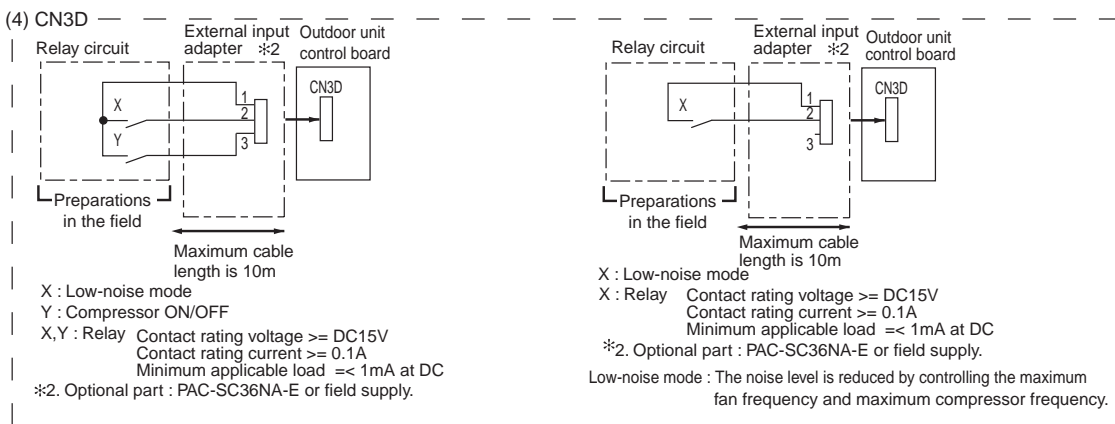 (4) CN3D
Relay circuit
External input
adapter ✻2
Outdoor unit
control board
X
Y
1
2
3
CN3D
Preparations
in the field
Maximum cable
length is 10m
X : Low-noise mode
Y : Compressor ON/OFF
X,Y : Relay Contact rating voltage >= DC15V
Contact rating current >= 0.1A
Minimum applicable load =< 1mA at DC
✻2. Optional part : PAC-SC36NA-E or field supply.
Relay circuit
External input
adapter ✻2
Outdoor unit
control board
X
1
2
3
CN3D
Preparations
in the field
Maximum cable
length is 10m
X : Low-noise mode
X : Relay Contact rating voltage >= DC15V
Contact rating current >= 0.1A
Minimum applicable load =< 1mA at DC
✻2. Optional part : PAC-SC36NA-E or field supply.
Low-noise mode : The noise level is reduced by controlling the maximum
fan frequency and maximum compressor frequency.